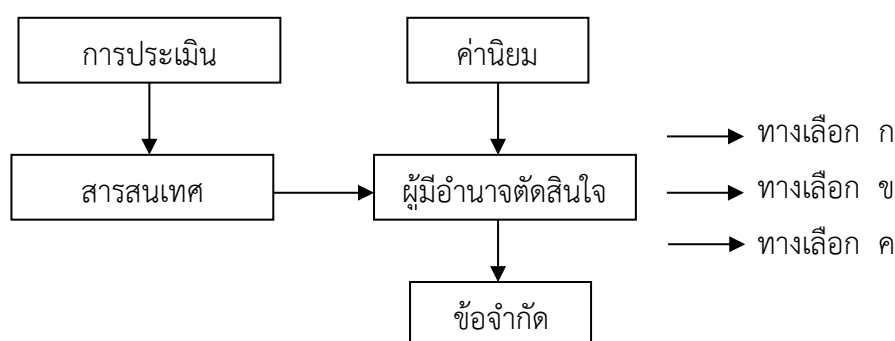 การประเมิน
ค่านิยม
ทางเลือก ก
สารสนเทศ
ผู้มีอำนาจตัดสินใจ
ทางเลือก ข
ทางเลือก ค
ข้อจำกัด